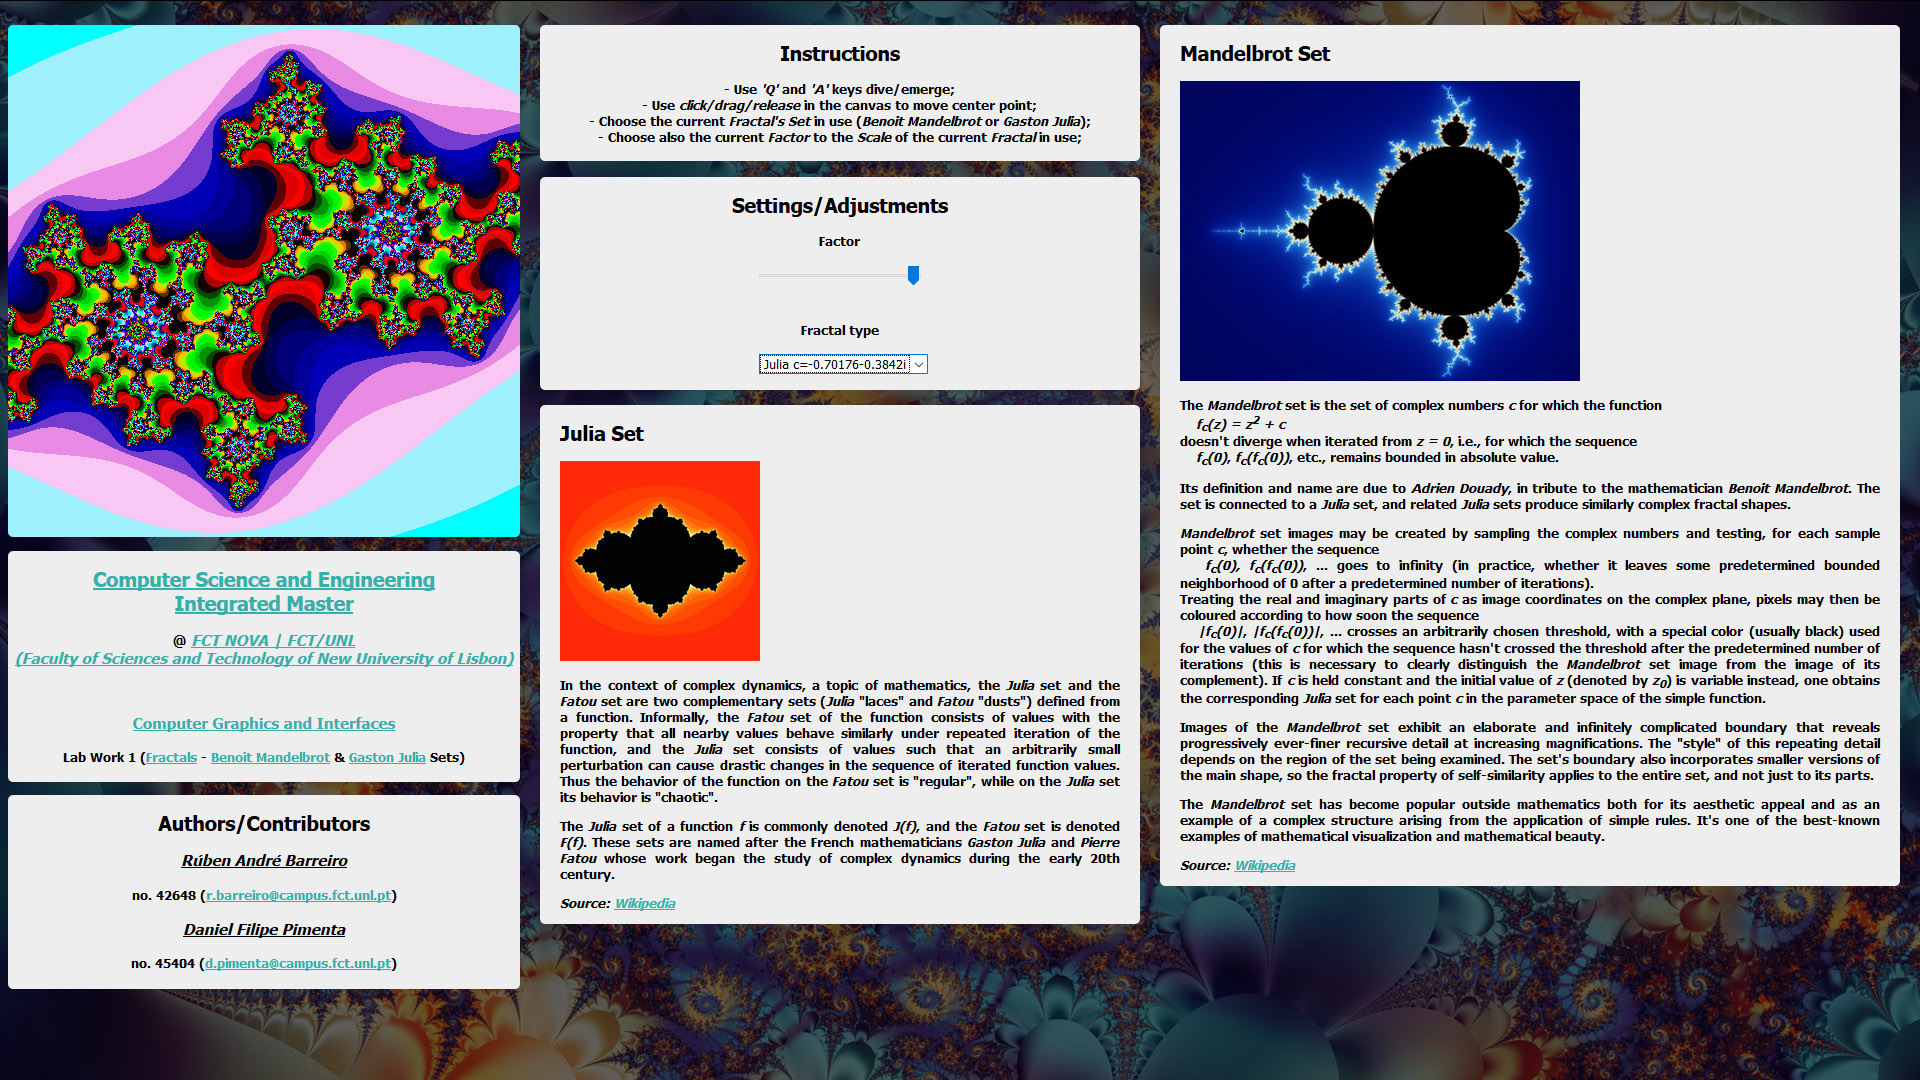 Computer Science and Engineering
Integrated Master
@ FCT NOVA | FCT/UNL
(Faculty of Sciences and Technology of New University of Lisbon)
Computer Graphics and Interfaces
Lab Work 1 (Fractals - Benoit Mandelbrot & Gaston Julia Sets)
Authors/Contributors
Rúben André Barreiro
no. 42648 (r.barreiro@campus.fct.unl.pt)
Daniel Filipe Pimenta
no. 45404 (d.pimenta@campus.fct.unl.pt)
Instructions
- Use 'Q' and 'A' keys dive/emerge;
- Use click/drag/release in the canvas to move center point;
- Choose the current Fractal's Set in use (Benoit Mandelbrot or Gaston Julia);
- Choose also the current Factor to the Scale of the current Fractal in use;
Settings/Adjustments
Factor
Fractal type
Julia c=-0.70176-0.3842i
Julia Set
In the context of complex dynamics, a topic of mathematics, the Julia set and the
Fatou set are two complementary sets (Julia "laces" and Fatou "dusts") defined from
a function. Informally, the Fatou set of the function consists of values with the
property that all nearby values behave similarly under repeated iteration of the
function, and the Julia set consists of values such that an arbitrarily small
perturbation can cause drastic changes in the sequence of iterated function values.
Thus the behavior of the function on the Fatou set is "regular", while on the Julia set
its behavior is "chaotic".
The Julia set of a function f is commonly denoted J(f), and the Fatou set is denoted
F(f). These sets are named after the French mathematicians Gaston Julia and Pierre
Fatou whose work began the study of complex dynamics during the early 20th
century.
Source: Wikipedia
Mandelbrot Set
The Mandelbrot set is the set of complex numbers c for which the function
fc(z) = z² + c
doesn't diverge when iterated from z = 0, i.e., for which the sequence
fc(0), fc(fc(0)), etc., remains bounded in absolute value.
Its definition and name are due to Adrien Douady, in tribute to the mathematician Benoit Mandelbrot. The
set is connected to a Julia set, and related Julia sets produce similarly complex fractal shapes.
Mandelbrot set images may be created by sampling the complex numbers and testing, for each sample
point c, whether the sequence
fc(0), fc(fc(0)), ... goes to infinity (in practice, whether it leaves some predetermined bounded
neighborhood of 0 after a predetermined number of iterations).
Treating the real and imaginary parts of c as image coordinates on the complex plane, pixels may then be
coloured according to how soon the sequence
|fc(0)|, |fc(fc(0))|, ... crosses an arbitrarily chosen threshold, with a special color (usually black) used
for the values of c for which the sequence hasn't crossed the threshold after the predetermined number of
iterations (this is necessary to clearly distinguish the Mandelbrot set image from the image of its
complement). If c is held constant and the initial value of z (denoted by z0) is variable instead, one obtains
the corresponding Julia set for each point c in the parameter space of the simple function.
Images of the Mandelbrot set exhibit an elaborate and infinitely complicated boundary that reveals
progressively ever-finer recursive detail at increasing magnifications. The "style" of this repeating detail
depends on the region of the set being examined. The set's boundary also incorporates smaller versions of
the main shape, so the fractal property of self-similarity applies to the entire set, and not just to its parts.
The Mandelbrot set has become popular outside mathematics both for its aesthetic appeal and as an
example of a complex structure arising from the application of simple rules. It's one of the best-known
examples of mathematical visualization and mathematical beauty.
Source: Wikipedia